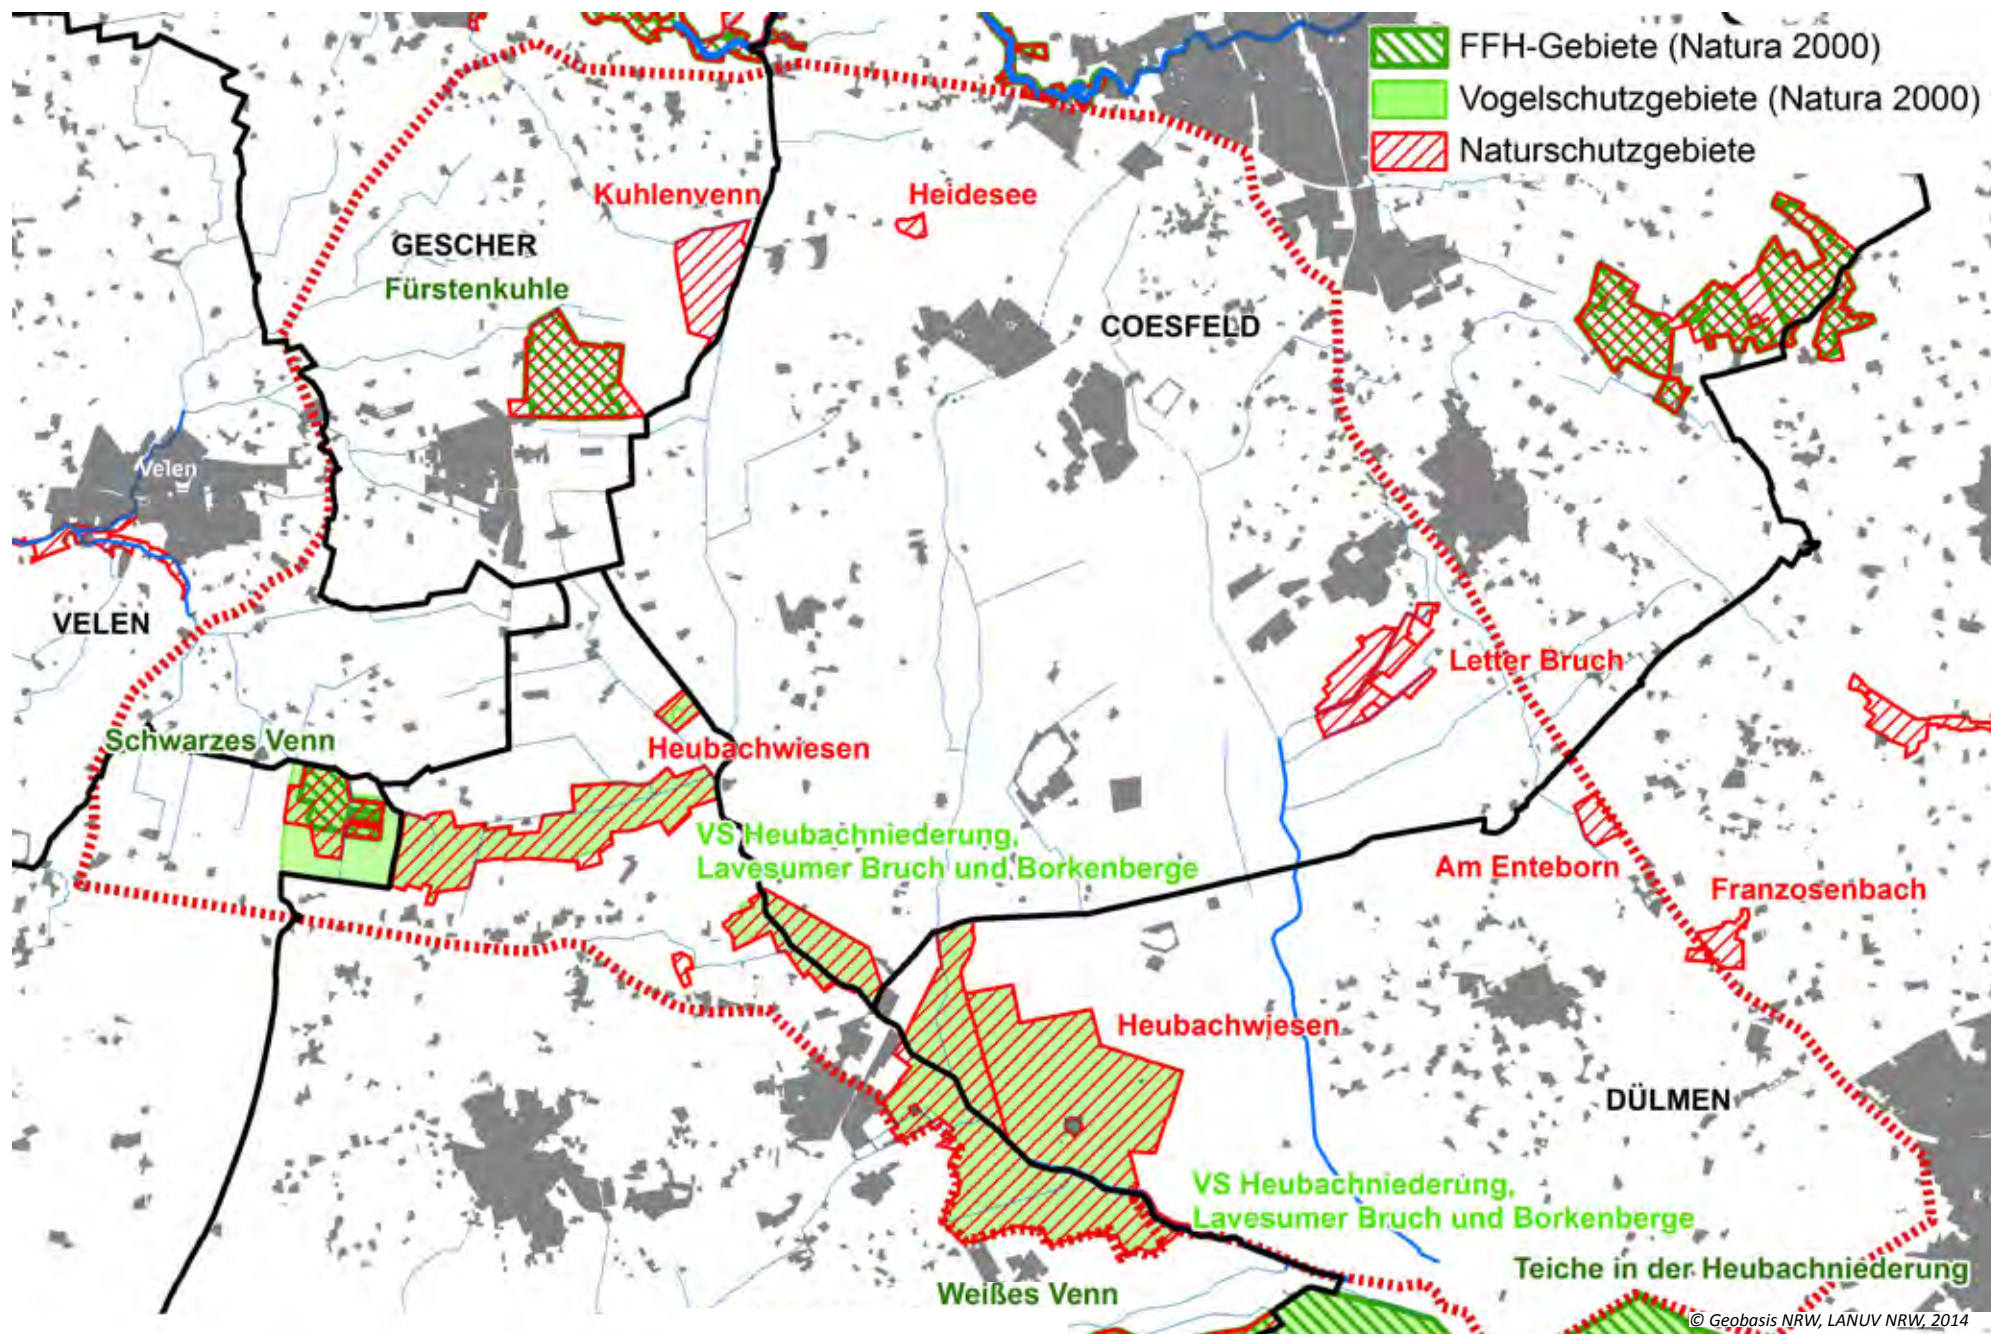 FFH-Gebiete (Natura 2000)
Vogelschutzgebiete (Natura 2000)
Naturschutzgebiete
Kuhlenvenn
Heidesee
GESCHER
Fürstenkuhle
COESFELD
Velen
VELEN
Letter Bruch
Schwarzes Venn
Heubachwiesen
VS Heubachniederung,
Lavesumer Bruch und Borkenberge
Am Enteborn
Franzosenbach
Heubachwiesen
DÜLMEN
VS Heubachniederung,
Lavesumer Bruch und Borkenberge
Teiche in der Heubachniederung
Weißes Venn
© Geobasis NRW, LANUV NRW, 2014